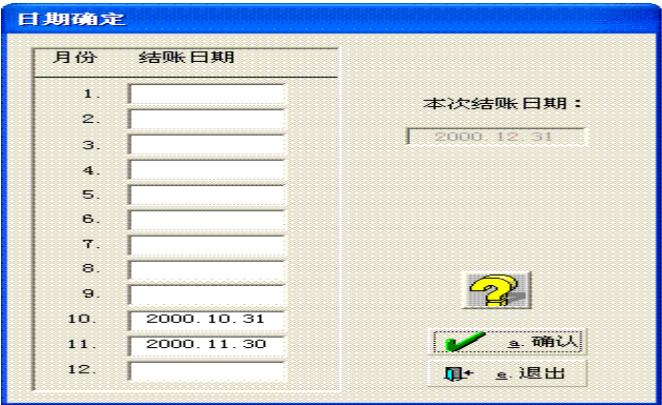 日期确定
月份 结账日期
1.
2.
3.
4.
5.
6.
7.
8.
9.
10. 2000.10.31
11. 2000.11.30
12.
本次结账日期：
2000.12.31
a.确认
e.退出